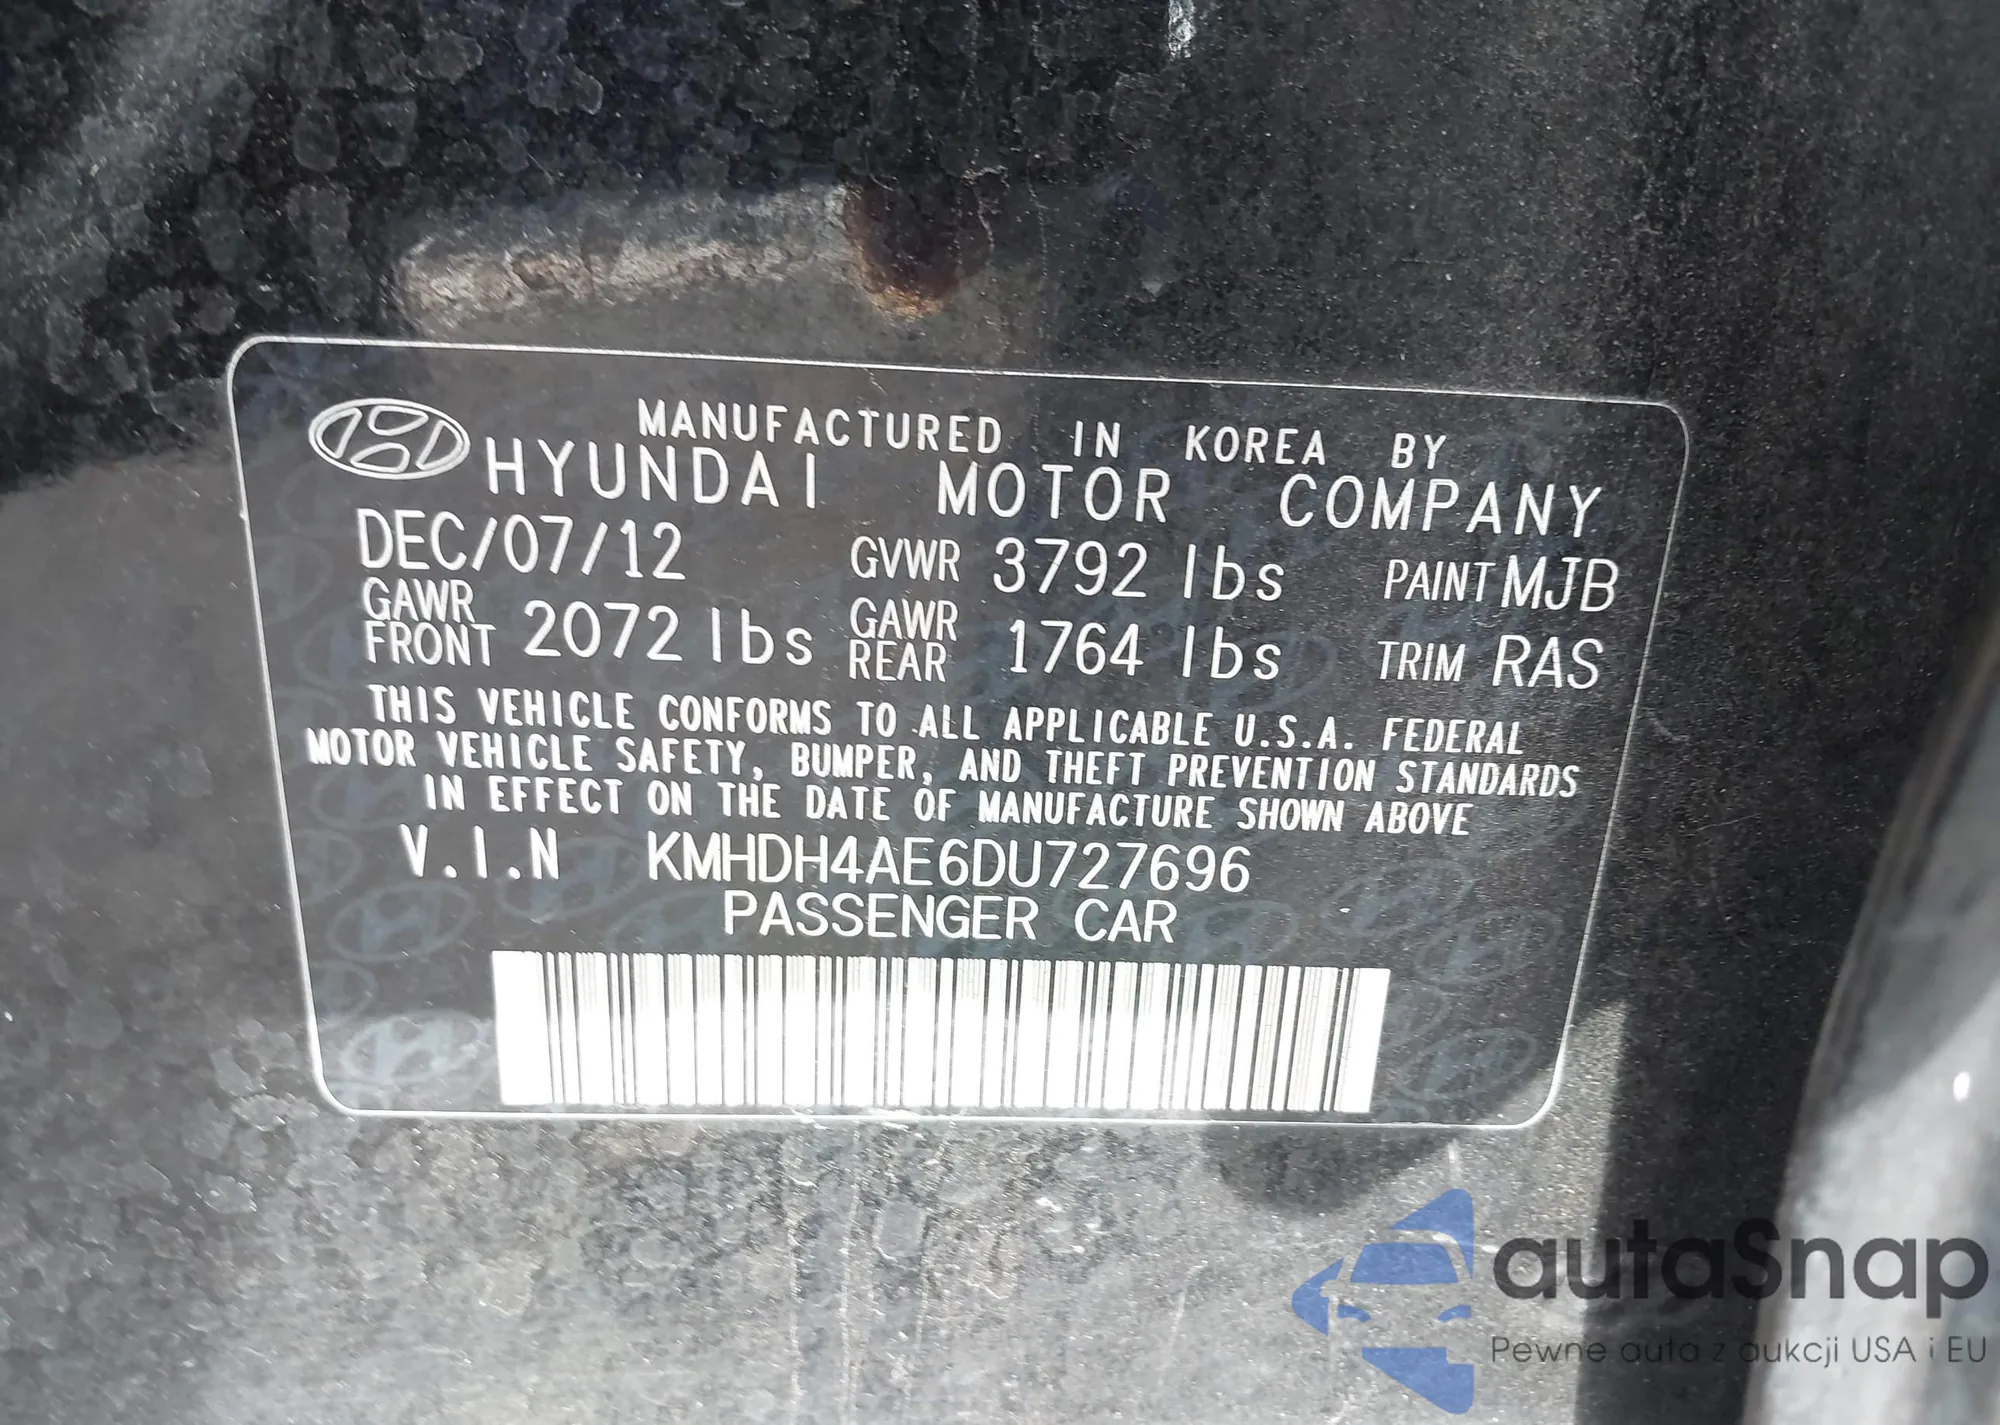 MANUFACTURED IN KOREA BY
HYUNDAI MOTOR COMPANY
DEC/07/12 GVWR 3792 lbs PAINT MJB
GAWR FRONT 2072 lbs GAWR REAR 1764 lbs TRIM RAS
THIS VEHICLE CONFORMS TO ALL APPLICABLE U.S.A. FEDERAL
MOTOR VEHICLE SAFETY, BUMPER, AND THEFT PREVENTION STANDARDS
IN EFFECT ON THE DATE OF MANUFACTURE SHOWN ABOVE
V.I.N KMHDH4AE6DU727696
PASSENGER CAR
autaSnap
Pewne auta z aukcji USA i EU